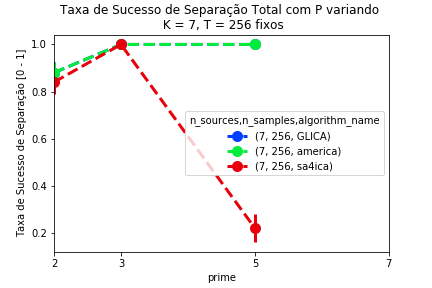 Taxa de Sucesso de Separação Total com P variando
K = 7, T = 256 fixos
Taxa de Sucesso de Separação [0 - 1]
1.0
0.8
0.6
0.4
0.2
n_sources,n_samples,algorithm_name
(7, 256, GLICA)
(7, 256, america)
(7, 256, sa4ica)
2 3 5 7
prime